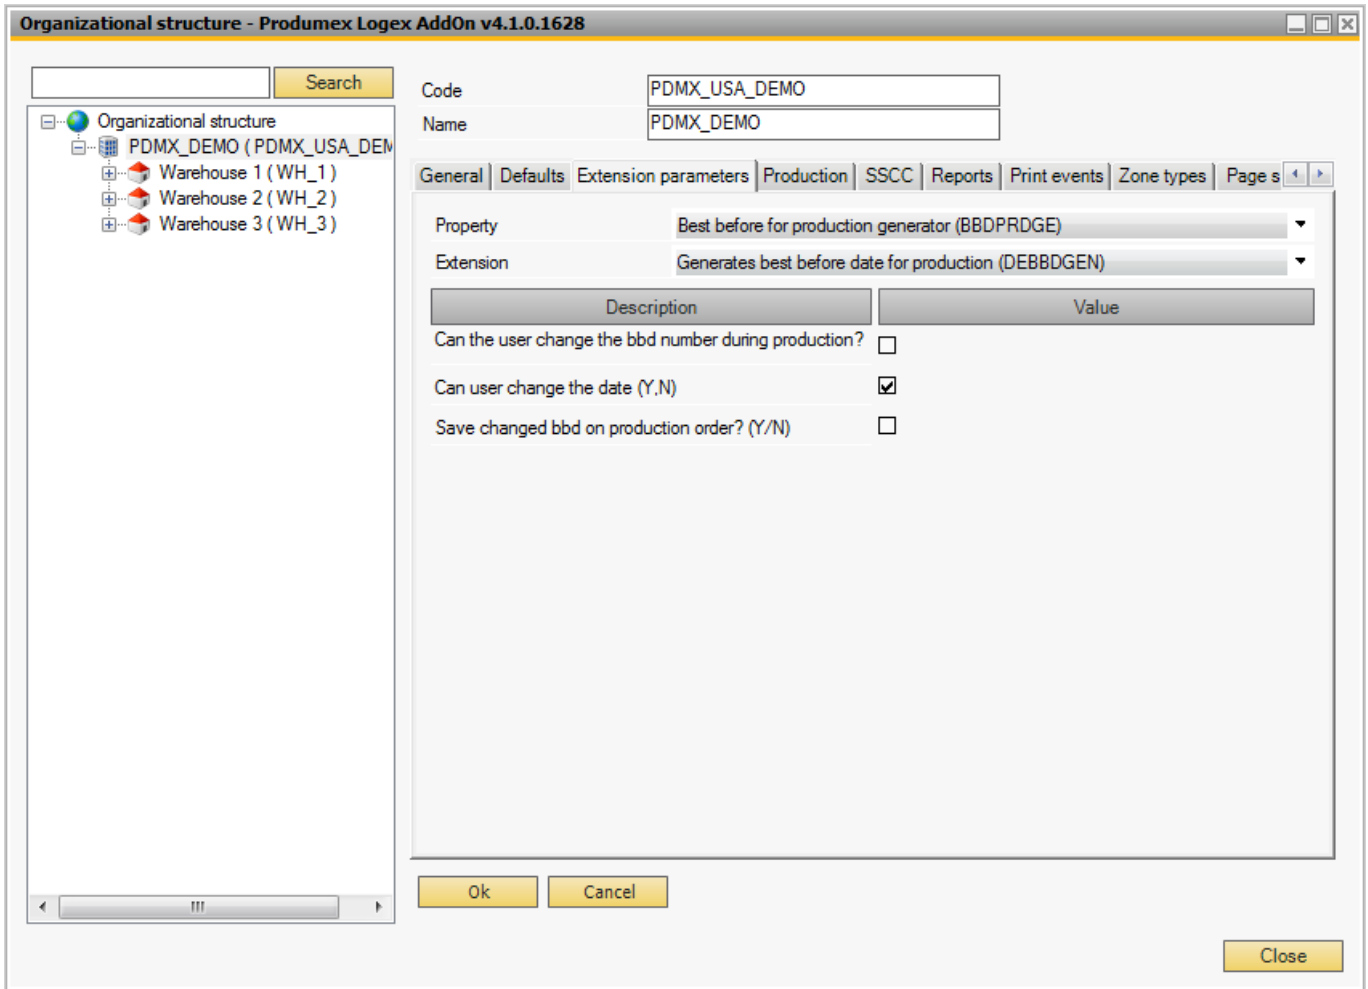 Organizational structure - Produmex Logex AddOn v4.1.0.1628
Search
Organizational structure
PDMX_DEMO ( PDMX_USA_DEM
Warehouse 1 ( WH_1 )
Warehouse 2 ( WH_2 )
Warehouse 3 ( WH_3 )
Code PDMX_USA_DEMO
Name PDMX_DEMO
General Defaults Extension parameters Production SSCC Reports Print events Zone types Page s
Property Best before for production generator (BBDPRDGE)
Extension Generates best before date for production (DEBBDGEN)
Description Value
Can the user change the bbd number during production?
Can user change the date (Y,N)
Save changed bbd on production order? (Y/N)
Ok Cancel
Close